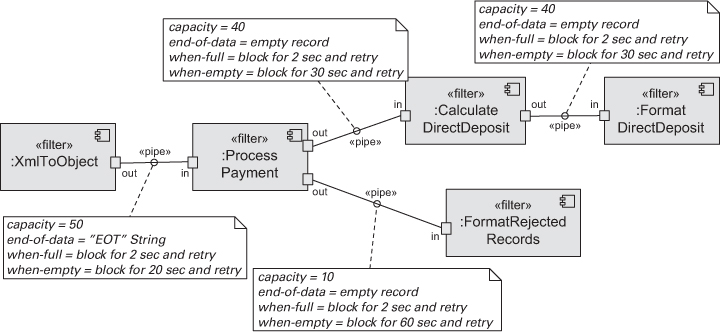 capacity = 40
end-of-data = empty record
when-full = block for 2 sec and retry
when-empty = block for 30 sec and retry
capacity = 40
end-of-data = empty record
when-full = block for 2 sec and retry
when-empty = block for 30 sec and retry
«filter»
:XmlToObject
out
«pipe»
in
«filter»
:Process
Payment
out
«pipe»
in
«filter»
:Calculate
DirectDeposit
out
«pipe»
in
«filter»
:Format
DirectDeposit
out
«pipe»
in
«filter»
:FormatRejected
Records
capacity = 50
end-of-data = "EOT" String
when-full = block for 2 sec and retry
when-empty = block for 20 sec and retry
capacity = 10
end-of-data = empty record
when-full = block for 2 sec and retry
when-empty = block for 60 sec and retry